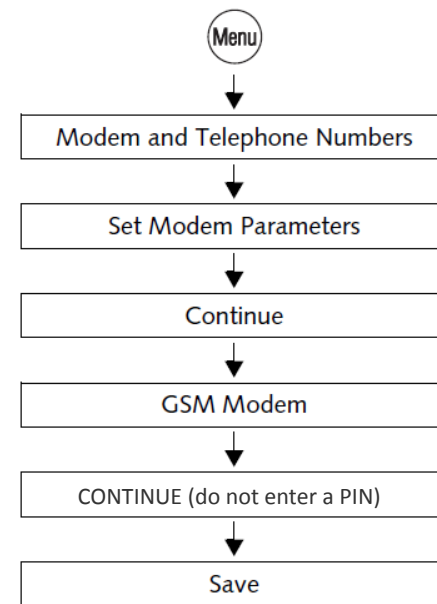 Menu
Modem and Telephone Numbers
Set Modem Parameters
Continue
GSM Modem
CONTINUE (do not enter a PIN)
Save